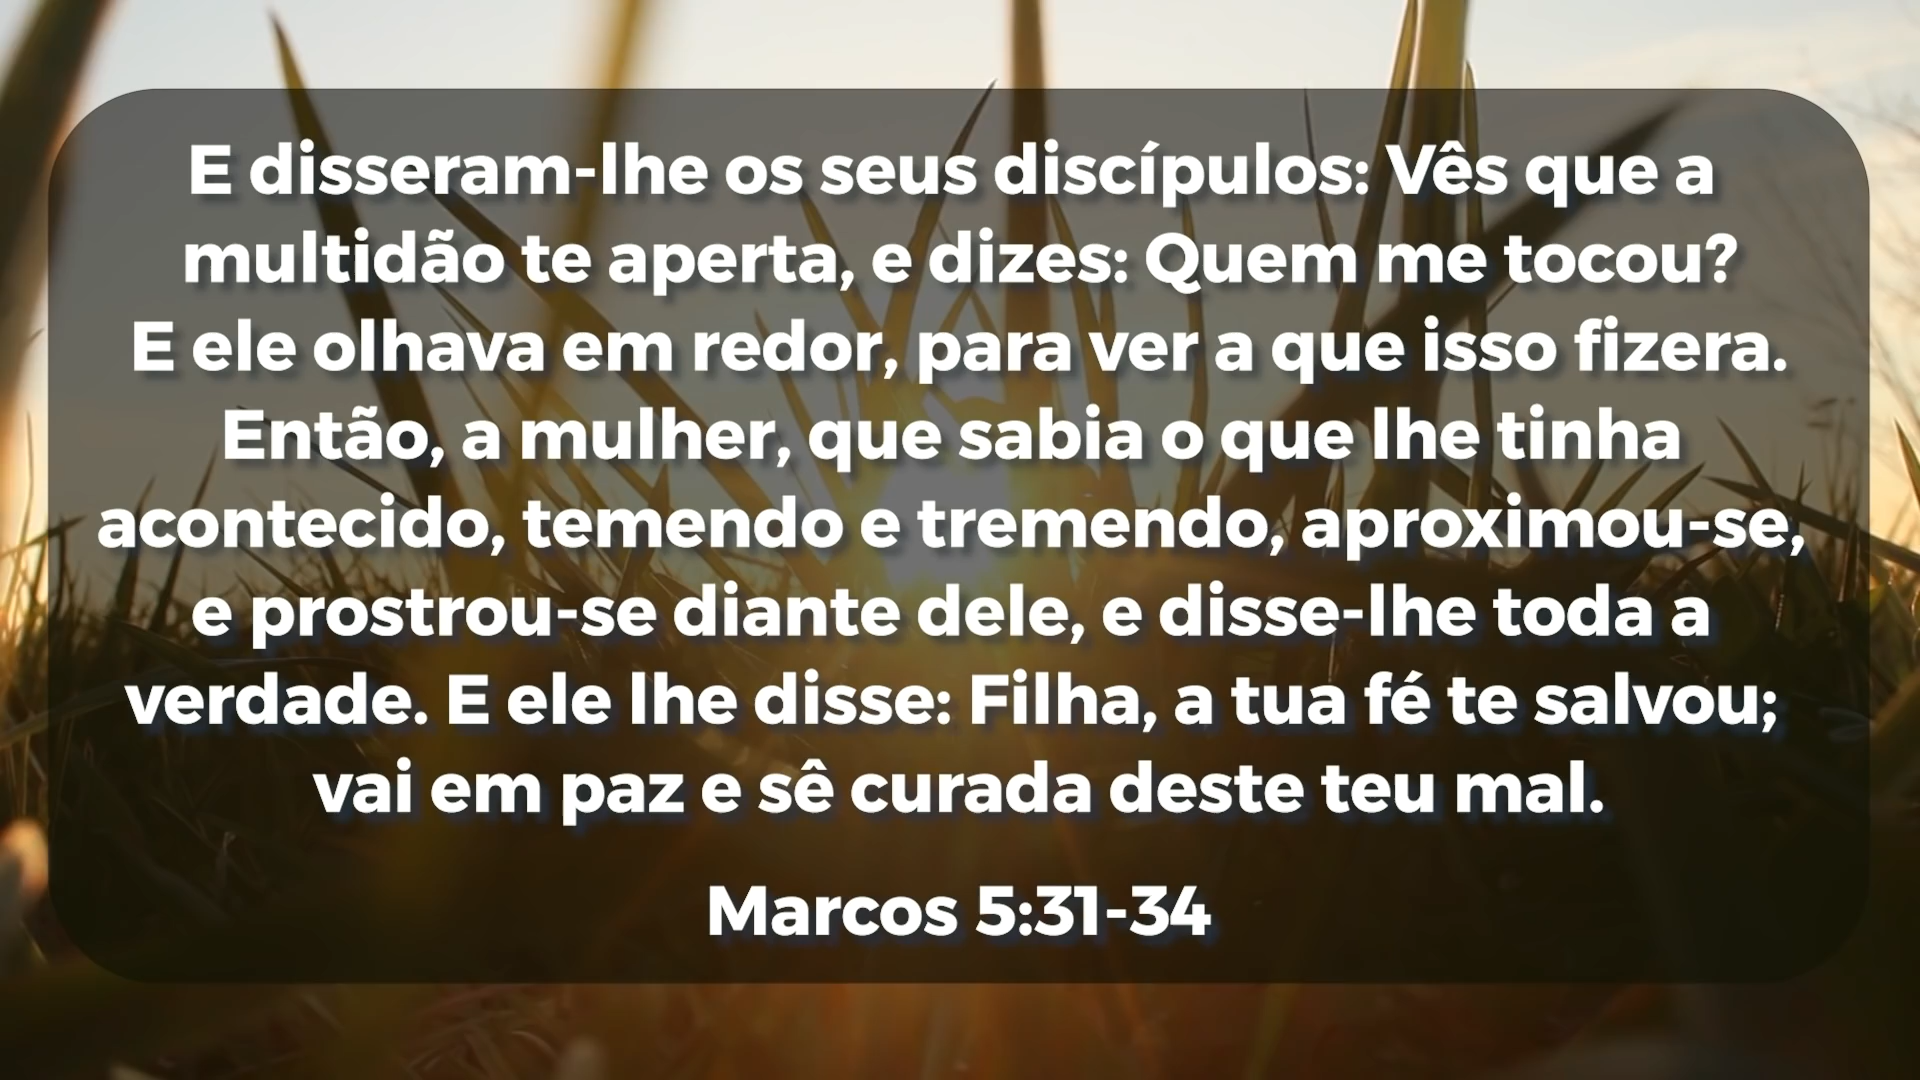 E disseram-lhe os seus discípulos: Vês que a
multidão te aperta, e dizes: Quem me tocou?
E ele olhava em redor, para ver a que isso fizera.
Então, a mulher, que sabia o que lhe tinha
acontecido, temendo e tremendo, aproximou-se,
e prostrou-se diante dele, e disse-lhe toda a
verdade. E ele lhe disse: Filha, a tua fé te salvou;
vai em paz e sê curada deste teu mal.
Marcos 5:31-34